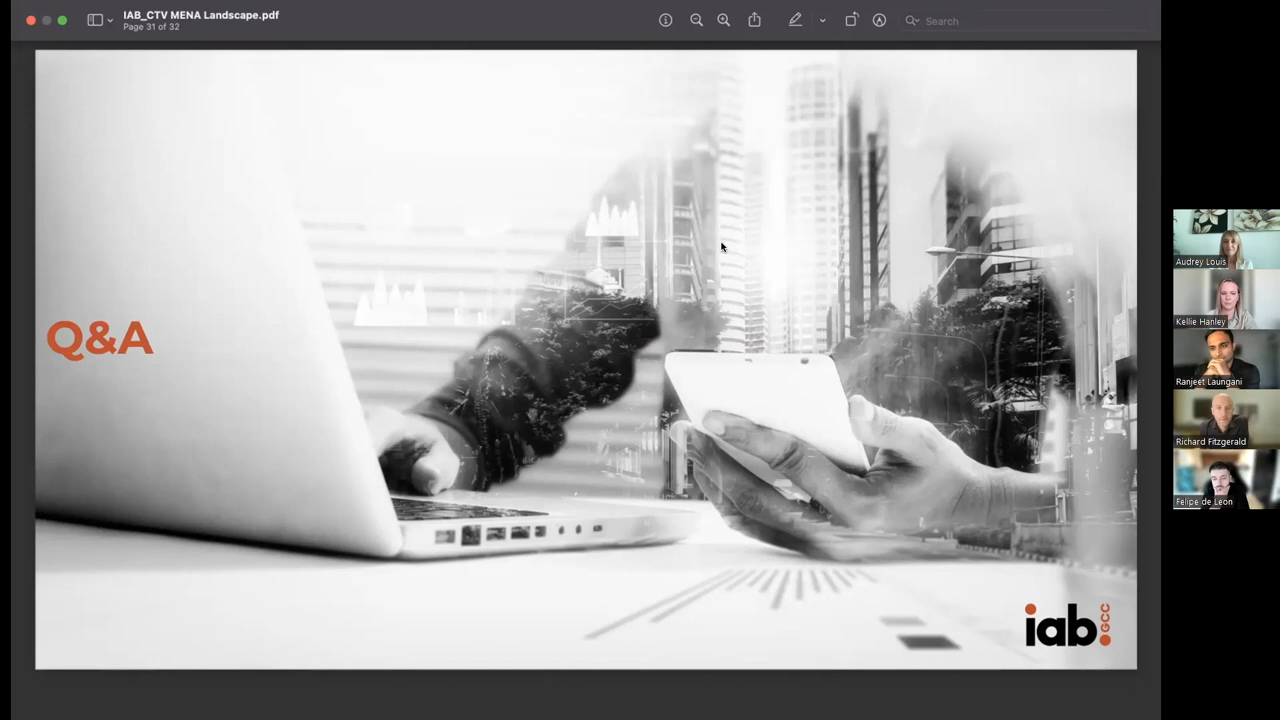 IAB_CTV MENA Landscape.pdf
Page 31 of 32
Search
Q&A
iab
GCC
Audrey Louis
Kellie Hanley
Ranjeet Laungani
Richard Fitzgerald
Felipe de Leon